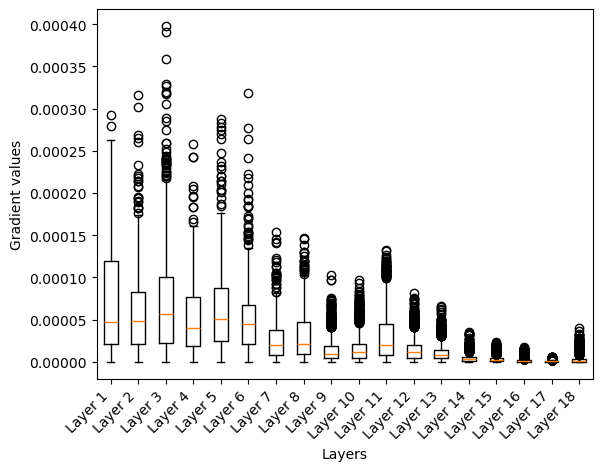 0.00040
0.00035
0.00030
0.00025
0.00020
0.00015
0.00010
0.00005
0.00000
Gradient values
Layer 1
Layer 2
Layer 3
Layer 4
Layer 5
Layer 6
Layer 7
Layer 8
Layer 9
Layer 10
Layer 11
Layer 12
Layer 13
Layer 14
Layer 15
Layer 16
Layer 17
Layer 18
Layers